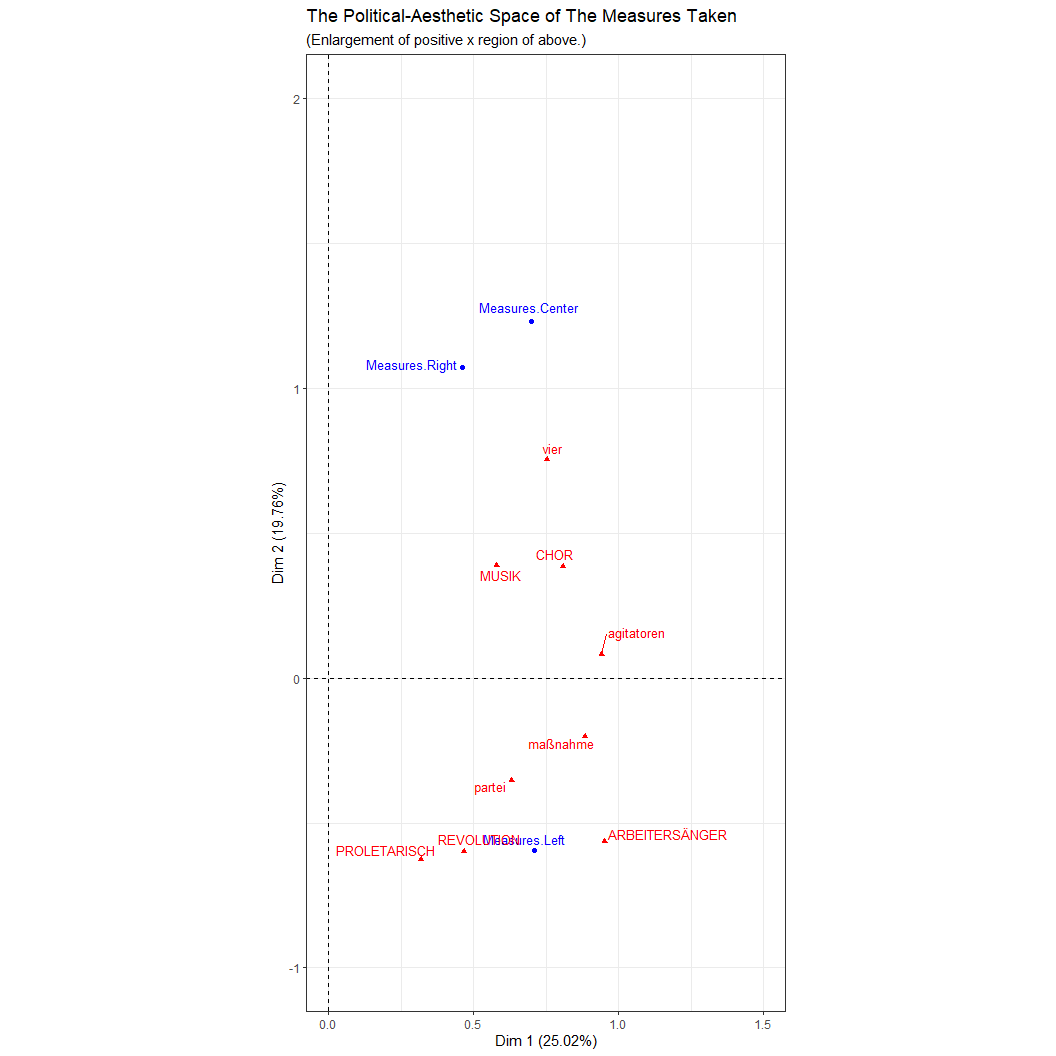 The Political-Aesthetic Space of The Measures Taken
(Enlargement of positive x region of above.)
2
Measures.Center
Measures.Right
1
vier
CHOR
MUSIK
Dim 2 (19.76%)
agitatoren
0
maßnahme
partei
REVOLUTION
Measures.Left
ARBEITERSÄNGER
PROLETARISCH
-1
0.0 0.5 1.0 1.5
Dim 1 (25.02%)